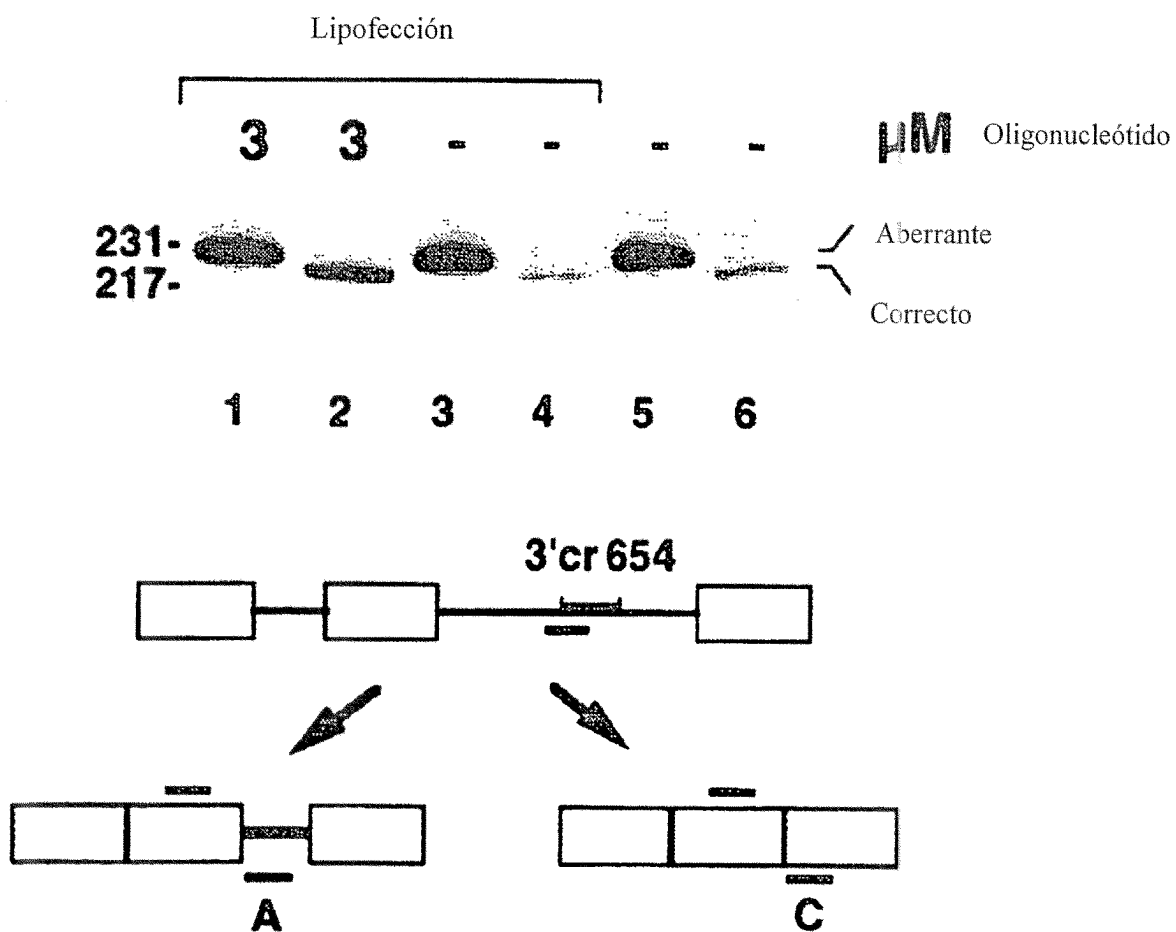 Lipofección
3 3 - - - - µM Oligonucleótido
231- Aberrante
217- Correcto
1 2 3 4 5 6
3'cr 654
A C